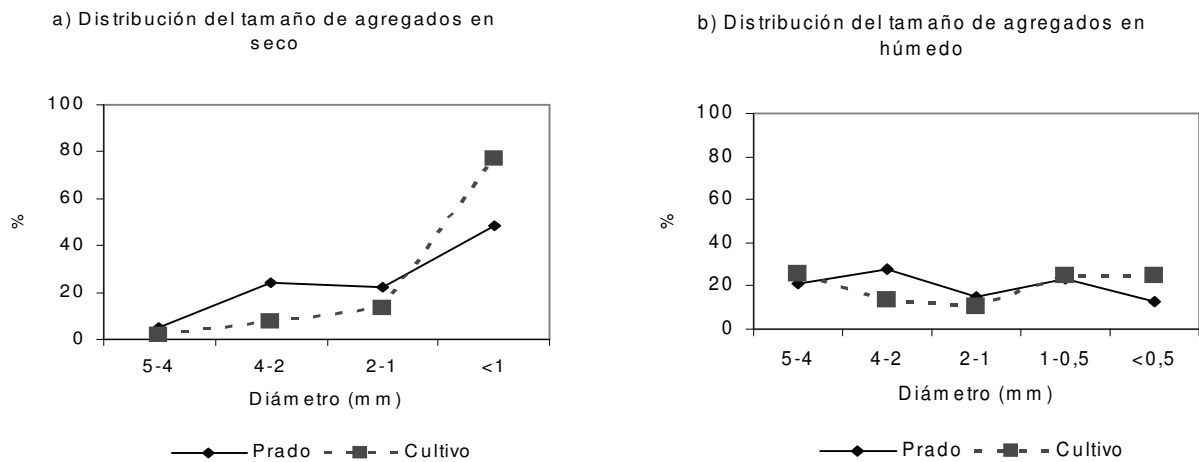 a) Distribución del tamaño de agregados en
seco
100
80
60
40
20
0
%
5-4 4-2 2-1 <1
Diámetro (mm)
Prado Cultivo
b) Distribución del tamaño de agregados en
húmedo
100
80
60
40
20
0
%
5-4 4-2 2-1 1-0,5 <0,5
Diámetro (mm)
Prado Cultivo